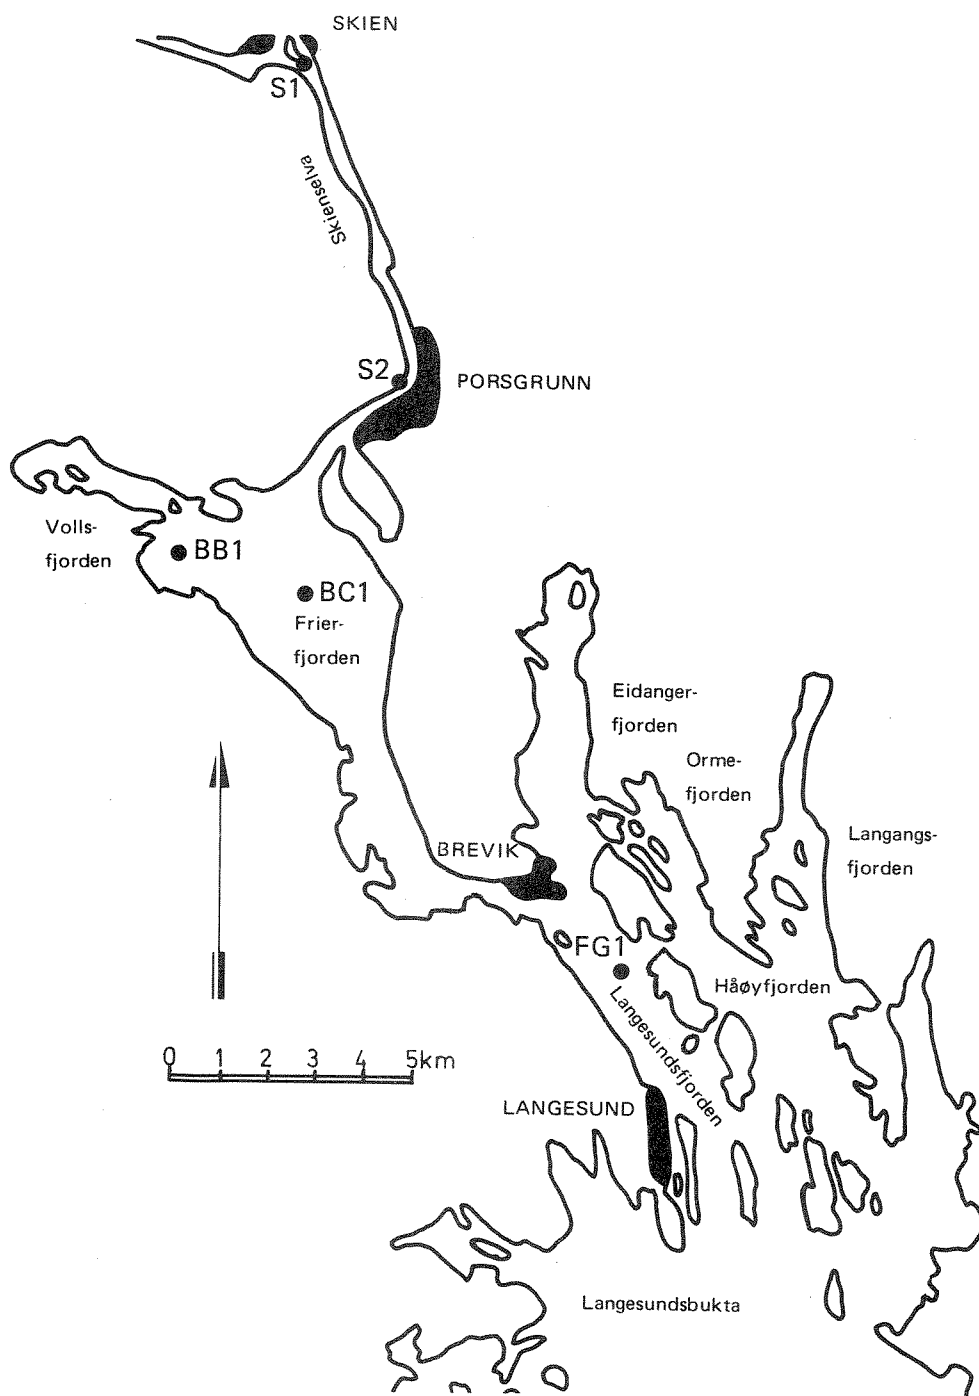 SKIEN
S1
Skienselva
S2
PORSGRUNN
Volls-
fjorden
BB1
BC1
Frier-
fjorden
Eidanger-
fjorden
Orme-
fjorden
Langangs-
fjorden
BREVIK
FG1
Håøyfjorden
Langesundsfjorden
0 1 2 3 4 5km
LANGESUND
Langesundsbukta